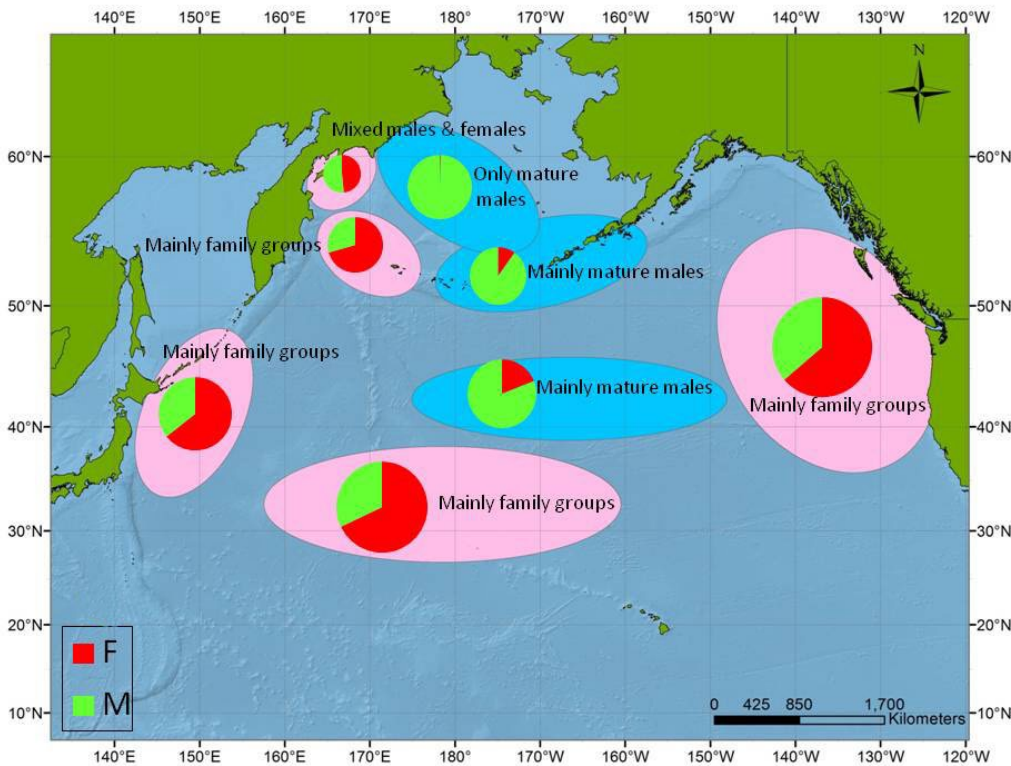 140°E 150°E 160°E 170°E 180° 170°W 160°W 150°W 140°W 130°W 120°W
N
Mixed males & females
60°N 60°N
Only mature
males
Mainly family groups
Mainly mature males
50°N 50°N
Mainly family groups
Mainly mature males
Mainly family groups
40°N 40°N
Mainly family groups
30°N 30°N
20°N 20°N
F
M
0 425 850 1,700
Kilometers
10°N 10°N
140°E 150°E 160°E 170°E 180° 170°W 160°W 150°W 140°W 130°W 120°W